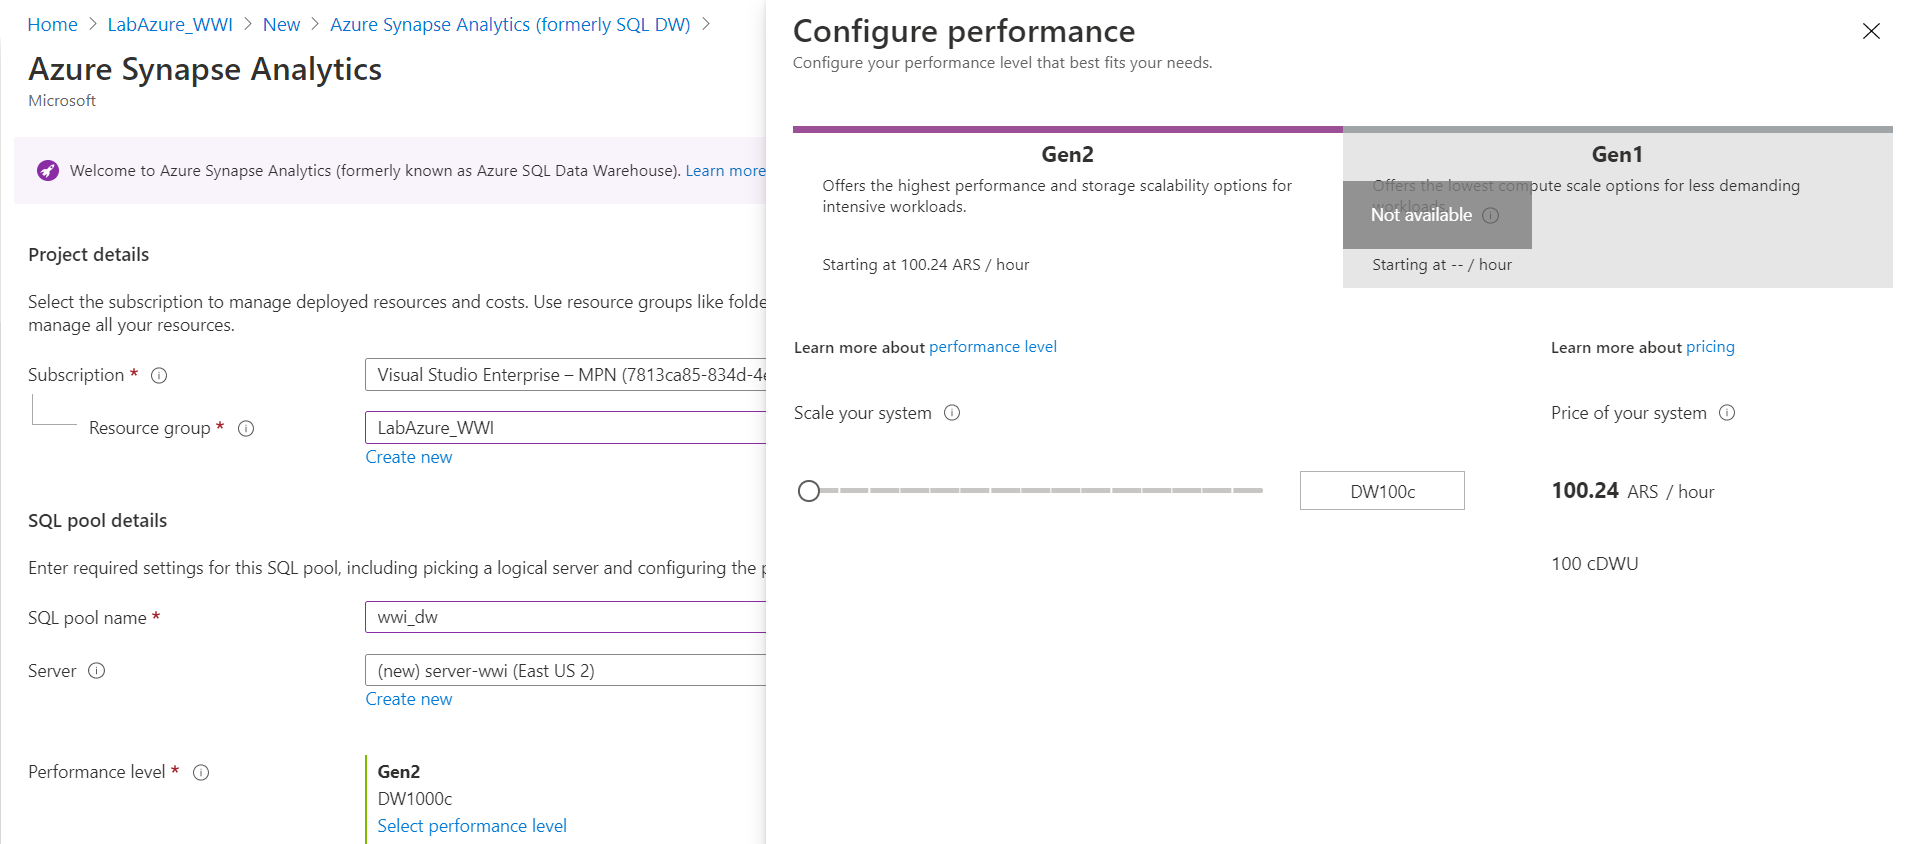 Home > LabAzure_WWI > New > Azure Synapse Analytics (formerly SQL DW) >
Azure Synapse Analytics
Microsoft
Welcome to Azure Synapse Analytics (formerly known as Azure SQL Data Warehouse). Learn more
Project details
Select the subscription to manage deployed resources and costs. Use resource groups like folde
manage all your resources.
Subscription *
Visual Studio Enterprise – MPN (7813ca85-834d-4e
Resource group *
LabAzure_WWI
Create new
SQL pool details
Enter required settings for this SQL pool, including picking a logical server and configuring the p
SQL pool name *
wwi_dw
Server
(new) server-wwi (East US 2)
Create new
Performance level *
Gen2
DW1000c
Select performance level
Configure performance
Configure your performance level that best fits your needs.
Gen2
Offers the highest performance and storage scalability options for
intensive workloads.
Starting at 100.24 ARS / hour
Gen1
Offers the lowest compute scale options for less demanding
workloads.
Not available
Starting at -- / hour
Learn more about performance level
Learn more about pricing
Scale your system
DW100c
Price of your system
100.24 ARS / hour
100 cDWU